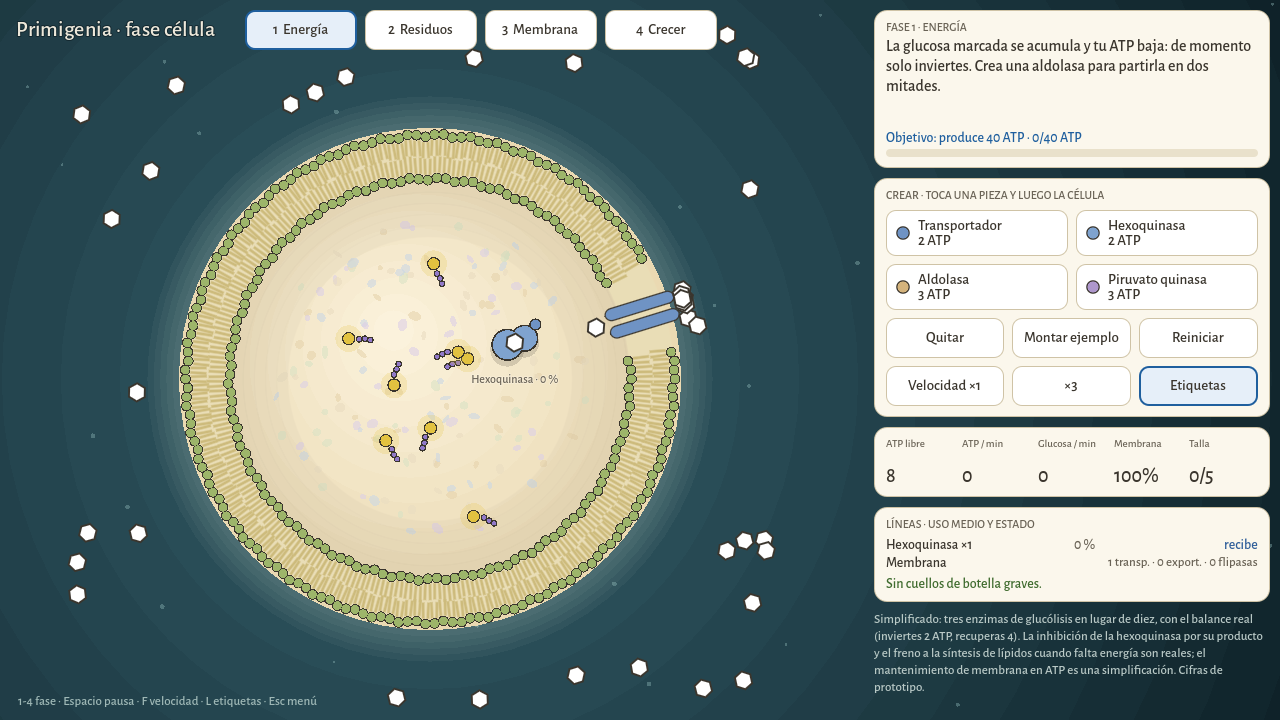 Primigenia · fase célula
1 Energía
2 Residuos
3 Membrana
4 Crecer
FASE 1 · ENERGÍA
La glucosa marcada se acumula y tu ATP baja: de momento
solo inviertes. Crea una aldolasa para partirla en dos
mitades.
Objetivo: produce 40 ATP · 0/40 ATP
CREAR · TOCA UNA PIEZA Y LUEGO LA CÉLULA
Transportador
2 ATP
Hexoquinasa
2 ATP
Aldolasa
3 ATP
Piruvato quinasa
3 ATP
Quitar
Montar ejemplo
Reiniciar
Velocidad ×1
×3
Etiquetas
ATP libre
ATP / min
Glucosa / min
Membrana
Talla
8
0
0
100%
0/5
LÍNEAS · USO MEDIO Y ESTADO
Hexoquinasa ×1 0 % recibe
Membrana 1 transp. · 0 export. · 0 flipasas
Sin cuellos de botella graves.
Simplificado: tres enzimas de glucólisis en lugar de diez, con el balance real
(inviertes 2 ATP, recuperas 4). La inhibición de la hexoquinasa por su producto
y el freno a la síntesis de lípidos cuando falta energía son reales; el
mantenimiento de membrana en ATP es una simplificación. Cifras de
prototipo.
Hexoquinasa · 0 %
1-4 fase · Espacio pausa · F velocidad · L etiquetas · Esc menú